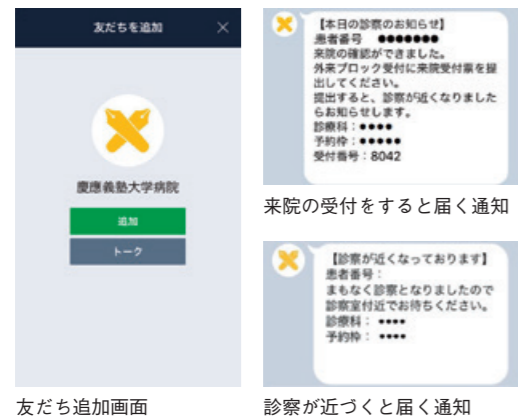 友だちを追加
慶應義塾大学病院
追加
トーク
友だち追加画面
【本日の診察のお知らせ】
患者番号 ●●●●●●●
来院の確認ができました。
外来ブロック受付に来院受付票を提
出してください。
提出すると、診察が近くなりました
らお知らせします。
診療科:●●●●
予約枠:●●●●●
受付番号:8042
来院の受付をすると届く通知
【診察が近くなっております】
患者番号:
まもなく診察となりましたので
診察室付近でお待ちください。
診療科: ●●●●
予約枠: ●●●●
診察が近づくと届く通知